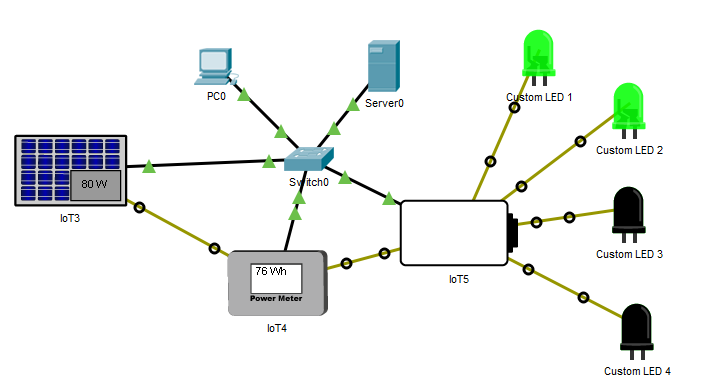 Custom LED 1
PC0
Server0
Custom LED 2
80 W
Switch0
IoT3
Custom LED 3
76 Wh
Power Meter
IoT5
IoT4
Custom LED 4